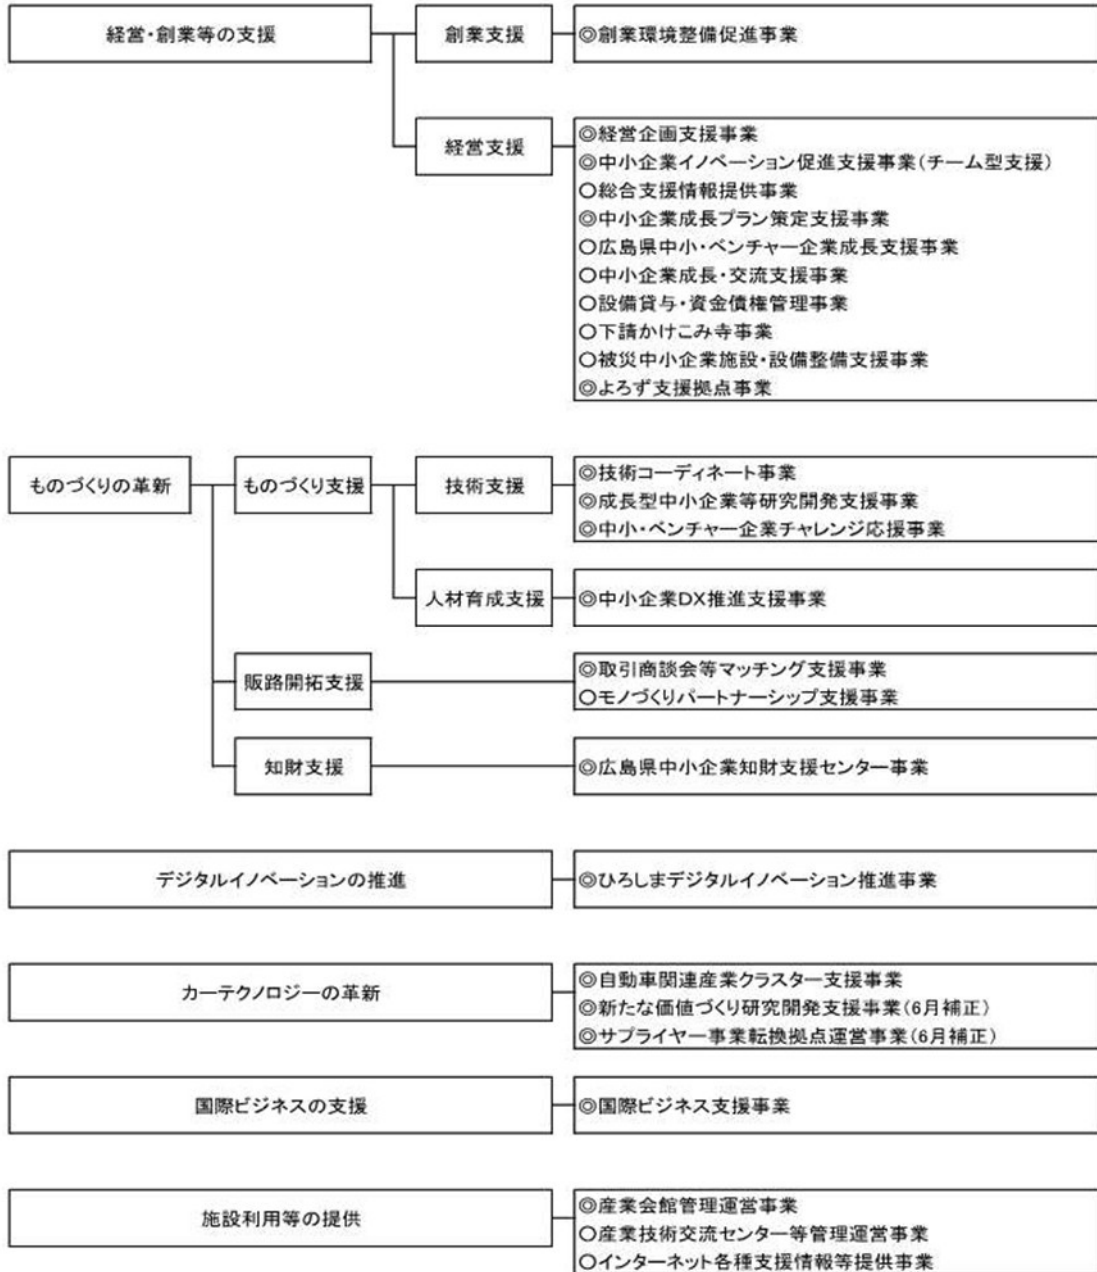 経営・創業等の支援
創業支援
◎創業環境整備促進事業
経営支援
◎経営企画支援事業
◎中小企業イノベーション促進支援事業(チーム型支援)
○総合支援情報提供事業
◎中小企業成長プラン策定支援事業
○広島県中小・ベンチャー企業成長支援事業
○中小企業成長・交流支援事業
○設備貸与・資金債権管理事業
○下請かけこみ寺事業
○被災中小企業施設・設備整備支援事業
◎よろず支援拠点事業
ものづくりの革新
ものづくり支援
技術支援
◎技術コーディネート事業
◎成長型中小企業等研究開発支援事業
◎中小・ベンチャー企業チャレンジ応援事業
人材育成支援
◎中小企業DX推進支援事業
販路開拓支援
◎取引商談会等マッチング支援事業
○モノづくりパートナーシップ支援事業
知財支援
◎広島県中小企業知財支援センター事業
デジタルイノベーションの推進
◎ひろしまデジタルイノベーション推進事業
カーテクノロジーの革新
◎自動車関連産業クラスター支援事業
◎新たな価値づくり研究開発支援事業(6月補正)
◎サプライヤー事業転換拠点運営事業(6月補正)
国際ビジネスの支援
◎国際ビジネス支援事業
施設利用等の提供
◎産業会館管理運営事業
○産業技術交流センター等管理運営事業
○インターネット各種支援情報等提供事業